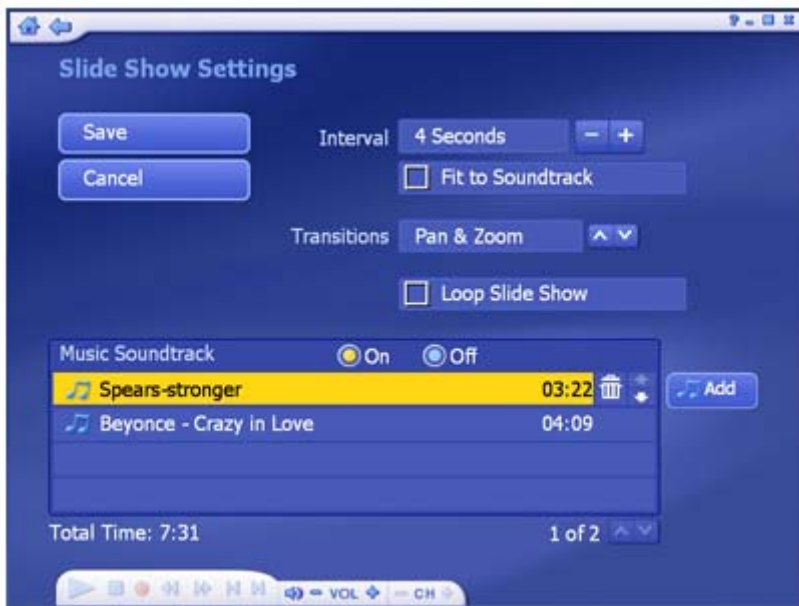 Slide Show Settings
Save
Interval 4 Seconds
Cancel
Fit to Soundtrack
Transitions Pan & Zoom
Loop Slide Show
Music Soundtrack On Off
Spears-stronger 03:22
Add
Beyonce - Crazy in Love 04:09
Total Time: 7:31 1 of 2
VOL CH